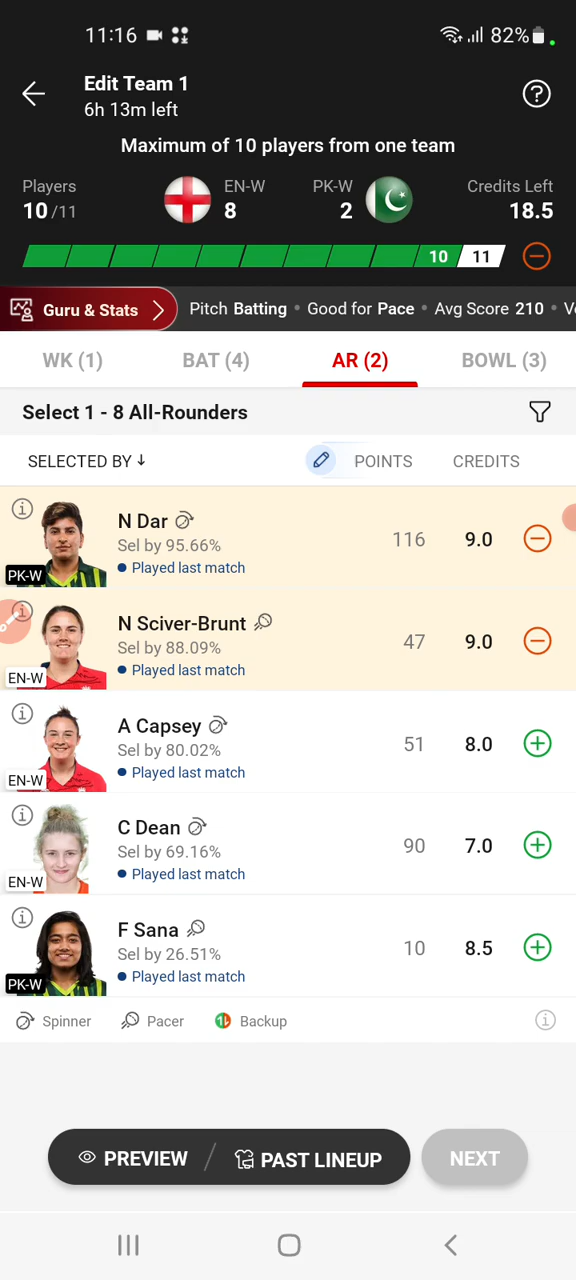 11:16 82%
Edit Team 1
6h 13m left
Maximum of 10 players from one team
Players EN-W PK-W Credits Left
10/11 8 2 18.5
10 11
Guru & Stats Pitch Batting • Good for Pace • Avg Score 210 •
WK (1) BAT (4) AR (2) BOWL (3)
Select 1 - 8 All-Rounders
SELECTED BY ↓ POINTS CREDITS
N Dar
Sel by 95.66% 116 9.0
Played last match
PK-W
N Sciver-Brunt
Sel by 88.09% 47 9.0
Played last match
EN-W
A Capsey
Sel by 80.02% 51 8.0
Played last match
EN-W
C Dean
Sel by 69.16% 90 7.0
Played last match
EN-W
F Sana
Sel by 26.51% 10 8.5
Played last match
PK-W
Spinner Pacer Backup
PREVIEW / PAST LINEUP NEXT